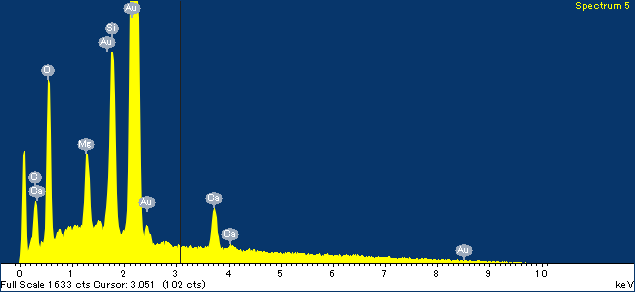 Spectrum 5
Au
Si
Au
O
Mg
C
Ca
Au
Ca
Ca
Au
0 1 2 3 4 5 6 7 8 9 10
Full Scale 1633 cts Cursor: 3.051 (102 cts) keV